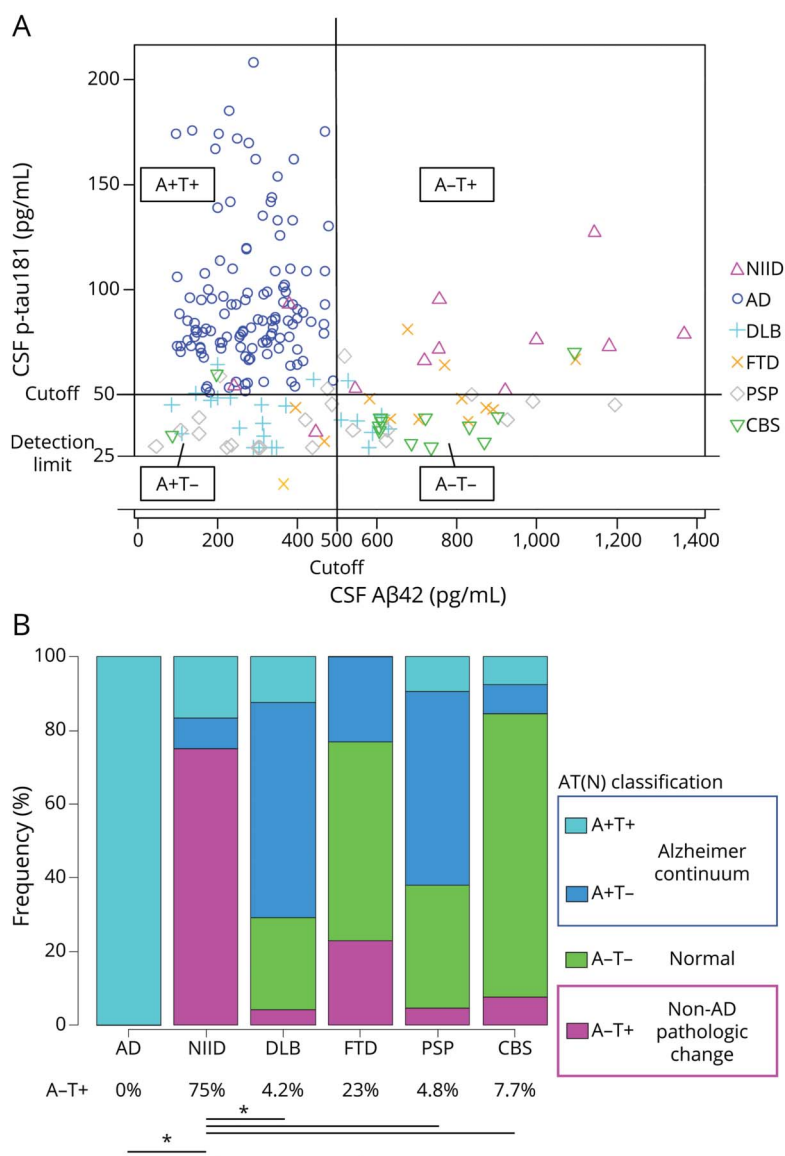 A
CSF p-tau181 (pg/mL)
200
150
100
Cutoff 50
Detection
limit 25
A+T+
A−T+
A+T−
A−T−
NIID
AD
DLB
FTD
PSP
CBS
0 200 400 500 600 800 1,000 1,200 1,400
Cutoff
CSF Aβ42 (pg/mL)
B
Frequency (%)
100
80
60
40
20
0
AD NIID DLB FTD PSP CBS
A−T+ 0% 75% 4.2% 23% 4.8% 7.7%
*
*
AT(N) classification
A+T+
Alzheimer
continuum
A+T−
A−T− Normal
Non-AD
A−T+ pathologic
change